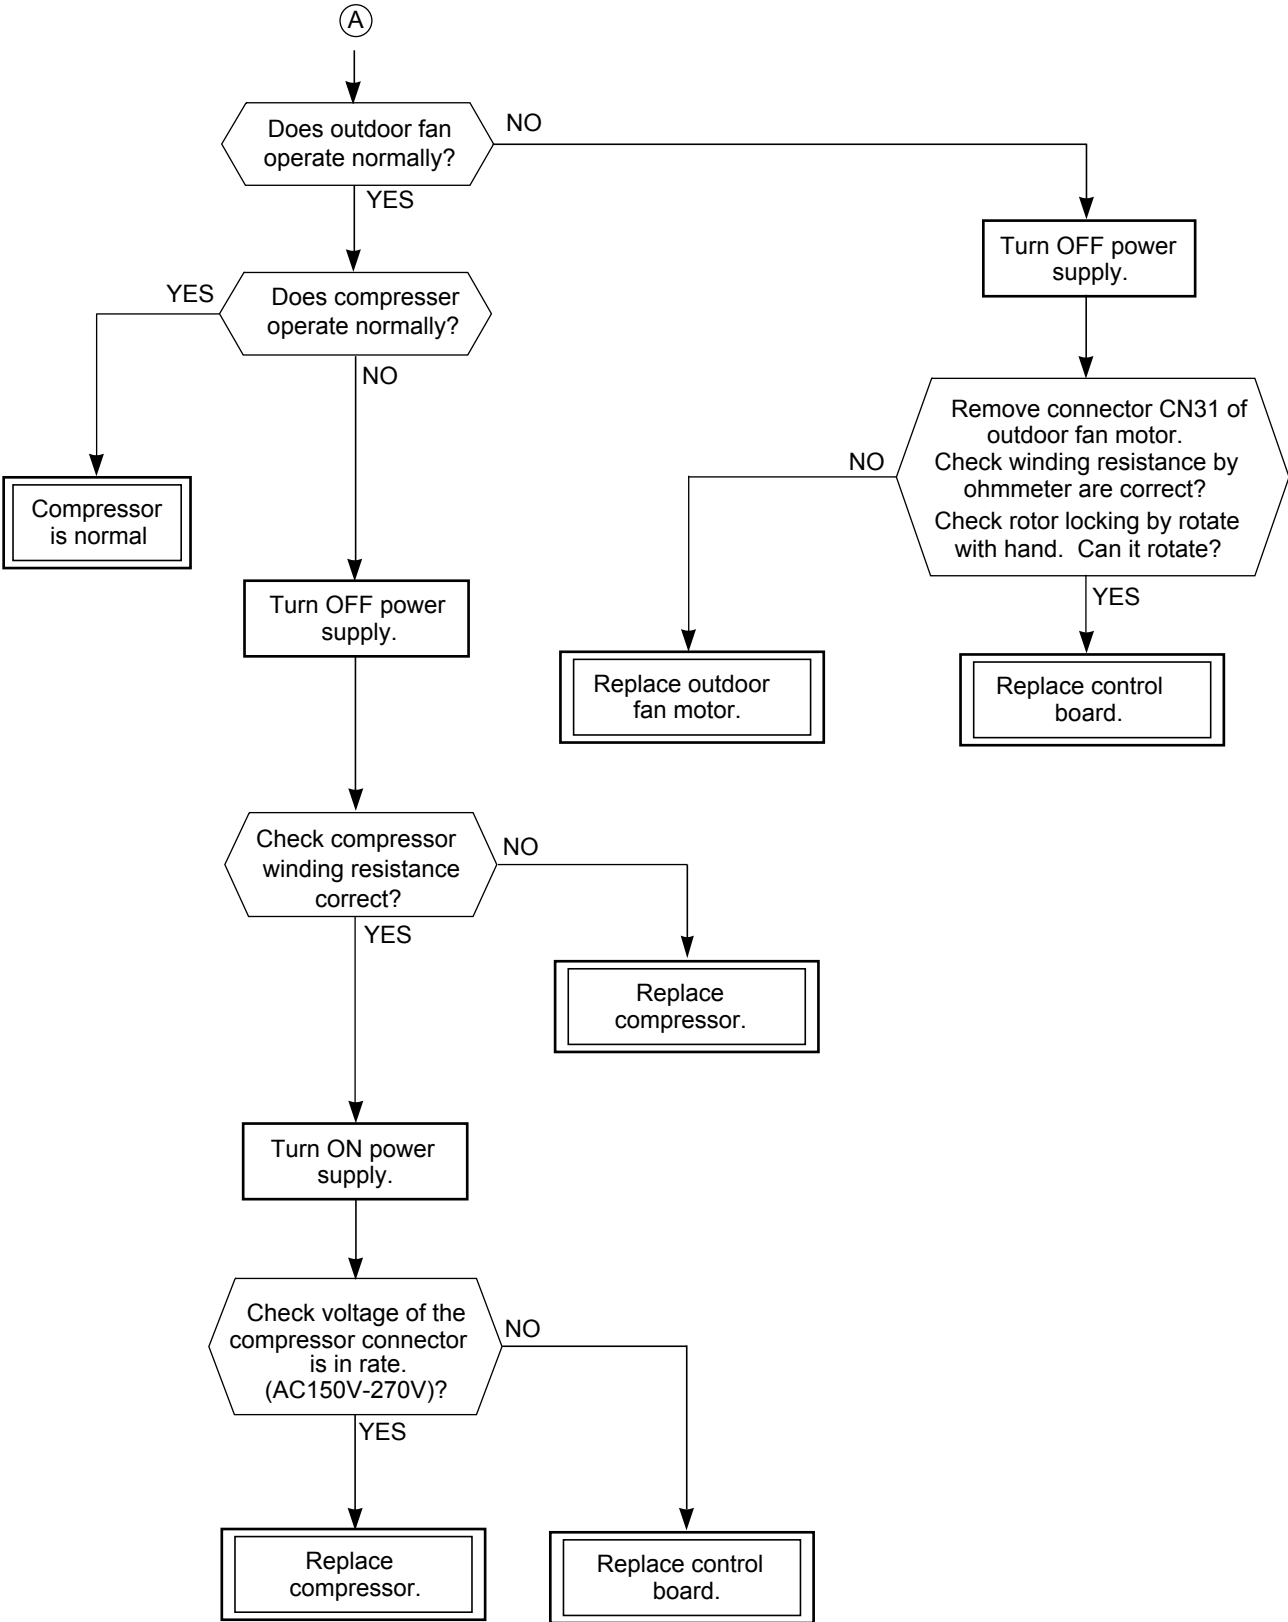 A
Does outdoor fan
operate normally?
NO
YES
Turn OFF power
supply.
YES
Does compresser
operate normally?
NO
Remove connector CN31 of
outdoor fan motor.
Check winding resistance by
ohmmeter are correct?
Check rotor locking by rotate
with hand. Can it rotate?
NO
YES
Compressor
is normal
Turn OFF power
supply.
Replace outdoor
fan motor.
Replace control
board.
Check compressor
winding resistance
correct?
NO
YES
Replace
compressor.
Turn ON power
supply.
Check voltage of the
compressor connector
is in rate.
(AC150V-270V)?
NO
YES
Replace
compressor.
Replace control
board.